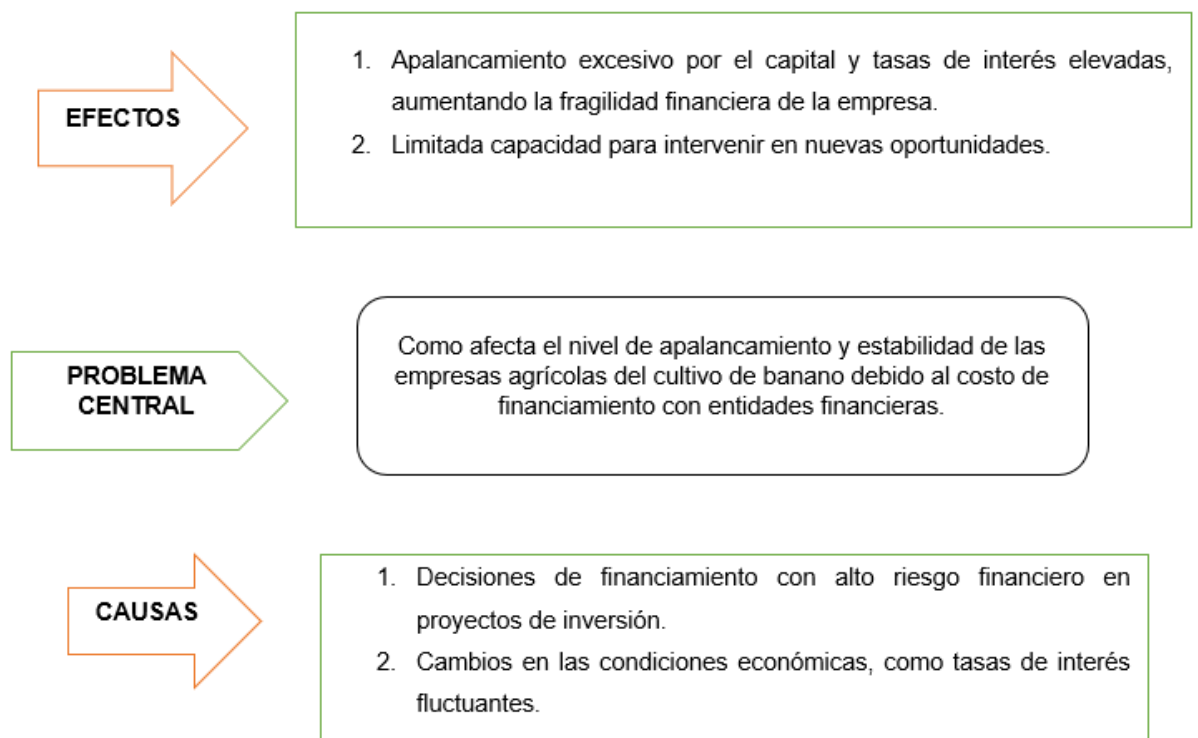 EFECTOS
1. Apalancamiento excesivo por el capital y tasas de interés elevadas,
aumentando la fragilidad financiera de la empresa.
2. Limitada capacidad para intervenir en nuevas oportunidades.
PROBLEMA
CENTRAL
Como afecta el nivel de apalancamiento y estabilidad de las
empresas agrícolas del cultivo de banano debido al costo de
financiamiento con entidades financieras.
CAUSAS
1. Decisiones de financiamiento con alto riesgo financiero en
proyectos de inversión.
2. Cambios en las condiciones económicas, como tasas de interés
fluctuantes.